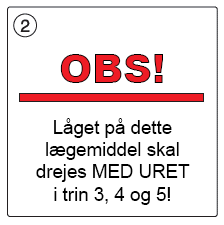 2
OBS!
Låget på dette
lægemiddel skal
drejes MED URET
i trin 3, 4 og 5!